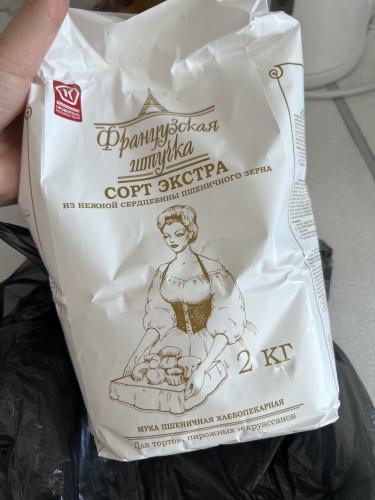 Французская
штучка
СОРТ ЭКСТРА
ИЗ НЕЖНОЙ СЕРДЦЕВИНЫ ПШЕНИЧНОГО ЗЕРНА
2 КГ
МУКА ПШЕНИЧНАЯ ХЛЕБОПЕКАРНАЯ
Для тортов, пирожных и круассанов